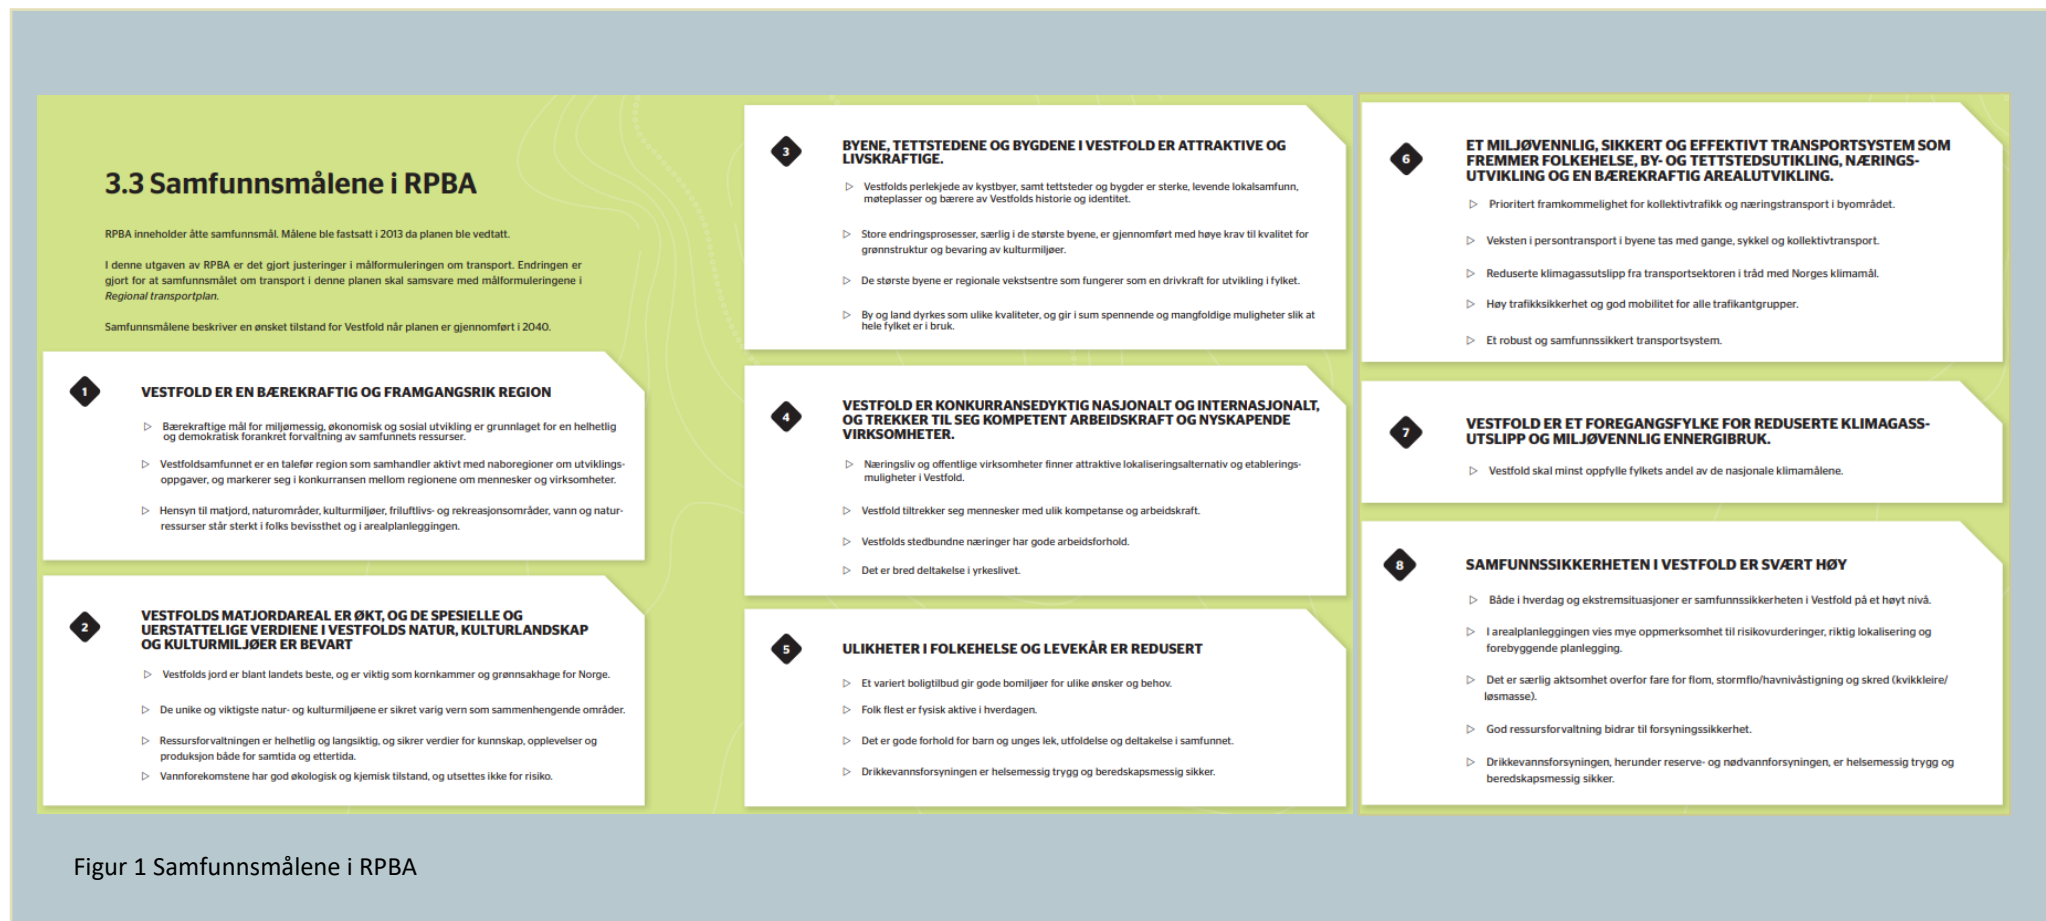 3.3 Samfunnsmålene i RPBA
RPBA inneholder åtte samfunnsmål. Målene ble fastsatt i 2013 da planen ble vedtatt.
I denne utgaven av RPBA er det gjort justeringer i målformuleringen om transport. Endringen er
gjort for at samfunnsmålet om transport i denne planen skal samsvare med målformuleringene i
Regional transportplan.
Samfunnsmålene beskriver en ønsket tilstand for Vestfold når planen er gjennomført i 2040.
1
VESTFOLD ER EN BÆREKRAFTIG OG FRAMGANGSRIK REGION
▷ Bærekraftige mål for miljømessig, økonomisk og sosial utvikling er grunnlaget for en helhetlig
og demokratisk forankret forvaltning av samfunnets ressurser.
▷ Vestfoldsamfunnet er en talefør region som samhandler aktivt med naboregioner om utviklings-
oppgaver, og markerer seg i konkurransen mellom regionene om mennesker og virksomheter.
▷ Hensyn til matjord, naturområder, kulturmiljøer, friluftlivs- og rekreasjonsområder, vann og natur-
ressurser står sterkt i folks bevissthet og i arealplanleggingen.
2
VESTFOLDS MATJORDAREAL ER ØKT, OG DE SPESIELLE OG
UERSTATTELIGE VERDIENE I VESTFOLDS NATUR, KULTURLANDSKAP
OG KULTURMILJØER ER BEVART
▷ Vestfolds jord er blant landets beste, og er viktig som kornkammer og grønnsakhage for Norge.
▷ De unike og viktigste natur- og kulturmiljøene er sikret varig vern som sammenhengende områder.
▷ Ressursforvaltningen er helhetlig og langsiktig, og sikrer verdier for kunnskap, opplevelser og
produksjon både for samtida og ettertida.
▷ Vannforekomstene har god økologisk og kjemisk tilstand, og utsettes ikke for risiko.
3
BYENE, TETTSTEDENE OG BYGDENE I VESTFOLD ER ATTRAKTIVE OG
LIVSKRAFTIGE.
▷ Vestfolds perlekjede av kystbyer, samt tettsteder og bygder er sterke, levende lokalsamfunn,
møteplasser og bærere av Vestfolds historie og identitet.
▷ Store endringsprosesser, særlig i de største byene, er gjennomført med høye krav til kvalitet for
grønnstruktur og bevaring av kulturmiljøer.
▷ De største byene er regionale vekstsentre som fungerer som en drivkraft for utvikling i fylket.
▷ By og land dyrkes som ulike kvaliteter, og gir i sum spennende og mangfoldige muligheter slik at
hele fylket er i bruk.
4
VESTFOLD ER KONKURRANSEDYKTIG NASJONALT OG INTERNASJONALT,
OG TREKKER TIL SEG KOMPETENT ARBEIDSKRAFT OG NYSKAPENDE
VIRKSOMHETER.
▷ Næringsliv og offentlige virksomheter finner attraktive lokaliseringsalternativ og etablerings-
muligheter i Vestfold.
▷ Vestfold tiltrekker seg mennesker med ulik kompetanse og arbeidskraft.
▷ Vestfolds stedbundne næringer har gode arbeidsforhold.
▷ Det er bred deltakelse i yrkeslivet.
5
ULIKHETER I FOLKEHELSE OG LEVEKÅR ER REDUSERT
▷ Et variert boligtilbud gir gode bomiljøer for ulike ønsker og behov.
▷ Folk flest er fysisk aktive i hverdagen.
▷ Det er gode forhold for barn og unges lek, utfoldelse og deltakelse i samfunnet.
▷ Drikkevannsforsyningen er helsemessig trygg og beredskapsmessig sikker.
6
ET MILJØVENNLIG, SIKKERT OG EFFEKTIVT TRANSPORTSYSTEM SOM
FREMMER FOLKEHELSE, BY- OG TETTSTEDSUTIKLING, NÆRINGS-
UTVIKLING OG EN BÆREKRAFTIG AREALUTVIKLING.
▷ Prioritert framkommelighet for kollektivtrafikk og næringstransport i byområdet.
▷ Veksten i persontransport i byene tas med gange, sykkel og kollektivtransport.
▷ Reduserte klimagassutslipp fra transportsektoren i tråd med Norges klimamål.
▷ Høy trafikksikkerhet og god mobilitet for alle trafikantgrupper.
▷ Et robust og samfunnssikkert transportsystem.
7
VESTFOLD ER ET FOREGANGSFYLKE FOR REDUSERTE KLIMAGASS-
UTSLIPP OG MILJØVENNLIG ENNERGIBRUK.
▷ Vestfold skal minst oppfylle fylkets andel av de nasjonale klimamålene.
8
SAMFUNNSSIKKERHETEN I VESTFOLD ER SVÆRT HØY
▷ Både i hverdag og ekstremsituasjoner er samfunnssikkerheten i Vestfold på et høyt nivå.
▷ I arealplanleggingen vies mye oppmerksomhet til risikovurderinger, riktig lokalisering og
forebyggende planlegging.
▷ Det er særlig aktsomhet overfor fare for flom, stormflo/havnivåstigning og skred (kvikkleire/
løsmasse).
▷ God ressursforvaltning bidrar til forsyningssikkerhet.
▷ Drikkevannsforsyningen, herunder reserve- og nødvannforsyningen, er helsemessig trygg og
beredskapsmessig sikker.
Figur 1 Samfunnsmålene i RPBA